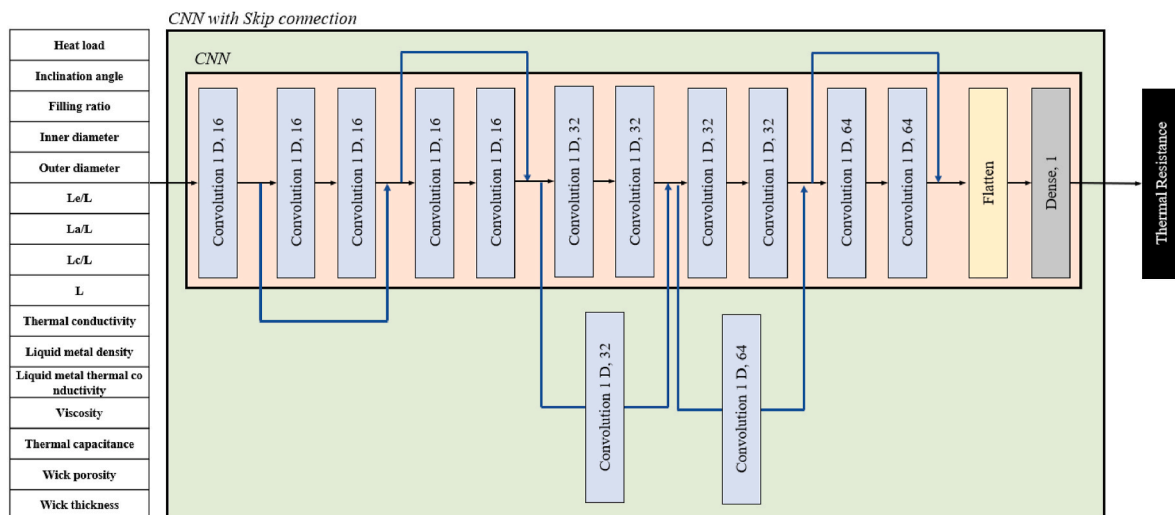 CNN with Skip connection
Heat load
Inclination angle
Filling ratio
Inner diameter
Outer diameter
Le/L
La/L
Lc/L
L
Thermal conductivity
Liquid metal density
Liquid metal thermal co
nductivity
Viscosity
Thermal capacitance
Wick porosity
Wick thickness
CNN
Convolution 1 D, 16
Convolution 1 D, 16
Convolution 1 D, 16
Convolution 1 D, 16
Convolution 1 D, 16
Convolution 1 D, 32
Convolution 1 D, 32
Convolution 1 D, 32
Convolution 1 D, 32
Convolution 1 D, 64
Convolution 1 D, 64
Flatten
Dense, 1
Convolution 1 D, 32
Convolution 1 D, 64
Thermal Resistance